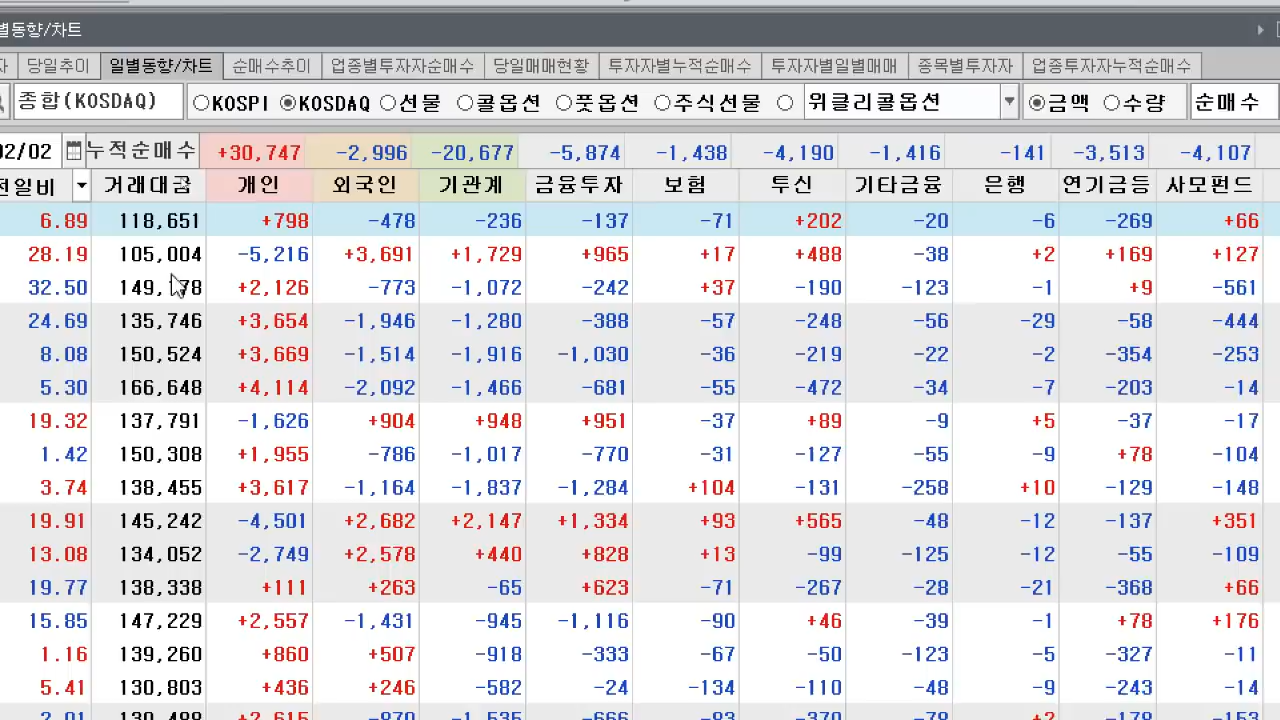 별동향/차트
자 당일추이 일별동향/차트 순매수추이 업종별투자자순매수 당일매매현황 투자자별누적순매수 투자자별일별매매 종목별투자자 업종투자자누적순매수
종합(KOSDAQ) KOSPI KOSDAQ 선물 콜옵션 풋옵션 주식선물 위클리콜옵션 금액 수량 순매수
02/02 누적순매수 +30,747 -2,996 -20,677 -5,874 -1,438 -4,190 -1,416 -141 -3,513 -4,107
전일비 거래대금 개인 외국인 기관계 금융투자 보험 투신 기타금융 은행 연기금등 사모펀드
6.89 118,651 +798 -478 -236 -137 -71 +202 -20 -6 -269 +66
28.19 105,004 -5,216 +3,691 +1,729 +965 +17 +488 -38 +2 +169 +127
32.50 149, 78 +2,126 -773 -1,072 -242 +37 -190 -123 -1 +9 -561
24.69 135,746 +3,654 -1,946 -1,280 -388 -57 -248 -56 -29 -58 -444
8.08 150,524 +3,669 -1,514 -1,916 -1,030 -36 -219 -22 -2 -354 -253
5.30 166,648 +4,114 -2,092 -1,466 -681 -55 -472 -34 -7 -203 -14
19.32 137,791 -1,626 +904 +948 +951 -37 +89 -9 +5 -37 -17
1.42 150,308 +1,955 -786 -1,017 -770 -31 -127 -55 -9 +78 -104
3.74 138,455 +3,617 -1,164 -1,837 -1,284 +104 -131 -258 +10 -129 -148
19.91 145,242 -4,501 +2,682 +2,147 +1,334 +93 +565 -48 -12 -137 +351
13.08 134,052 -2,749 +2,578 +440 +828 +13 -99 -125 -12 -55 -109
19.77 138,338 +111 +263 -65 +623 -71 -267 -28 -21 -368 +66
15.85 147,229 +2,557 -1,431 -945 -1,116 -90 +46 -39 -1 +78 +176
1.16 139,260 +860 +507 -918 -333 -67 -50 -123 -5 -327 -11
5.41 130,803 +436 +246 -582 -24 -134 -110 -48 -9 -243 -14